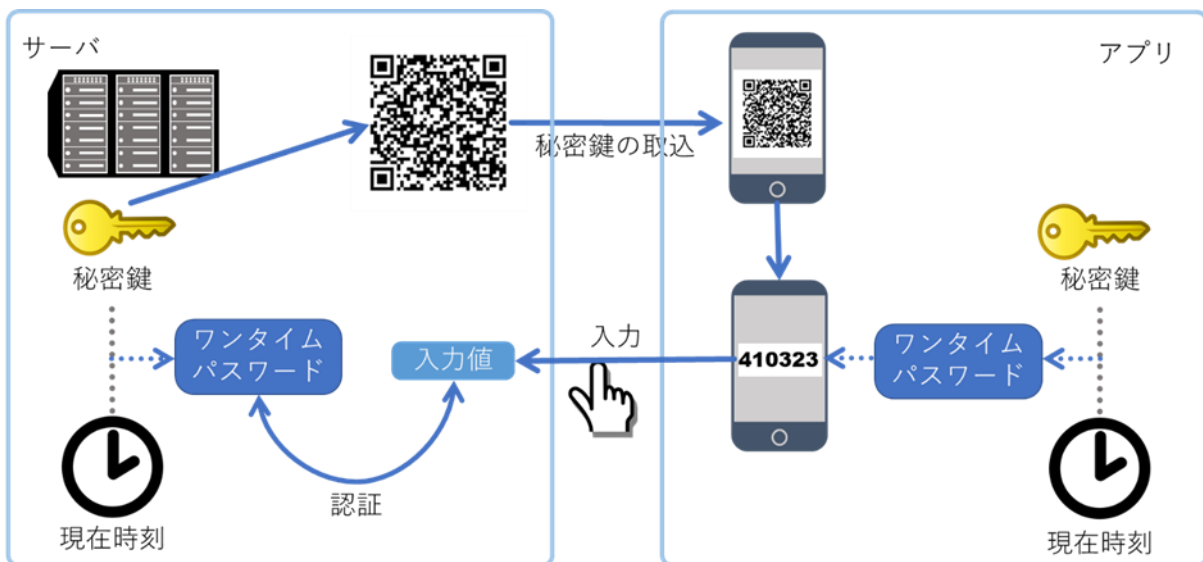 サーバ
アプリ
秘密鍵の取込
秘密鍵
秘密鍵
ワンタイム
パスワード
入力値
入力
410323
ワンタイム
パスワード
認証
現在時刻
現在時刻